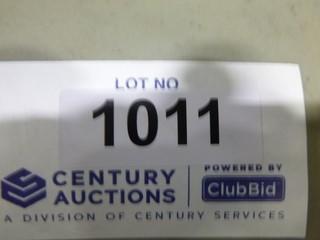 LOT NO
1011
CENTURY AUCTIONS
POWERED BY
ClubBid
A DIVISION OF CENTURY SERVICES